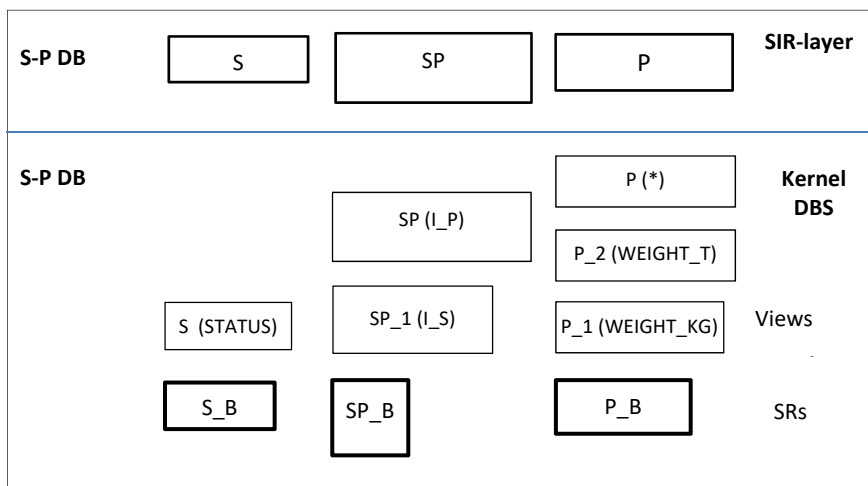 S-P DB
S
SP
P
SIR-layer
S-P DB
P (*)
Kernel
DBS
SP (I_P)
P_2 (WEIGHT_T)
S (STATUS)
SP_1 (I_S)
P_1 (WEIGHT_KG)
Views
S_B
SP_B
P_B
SRs